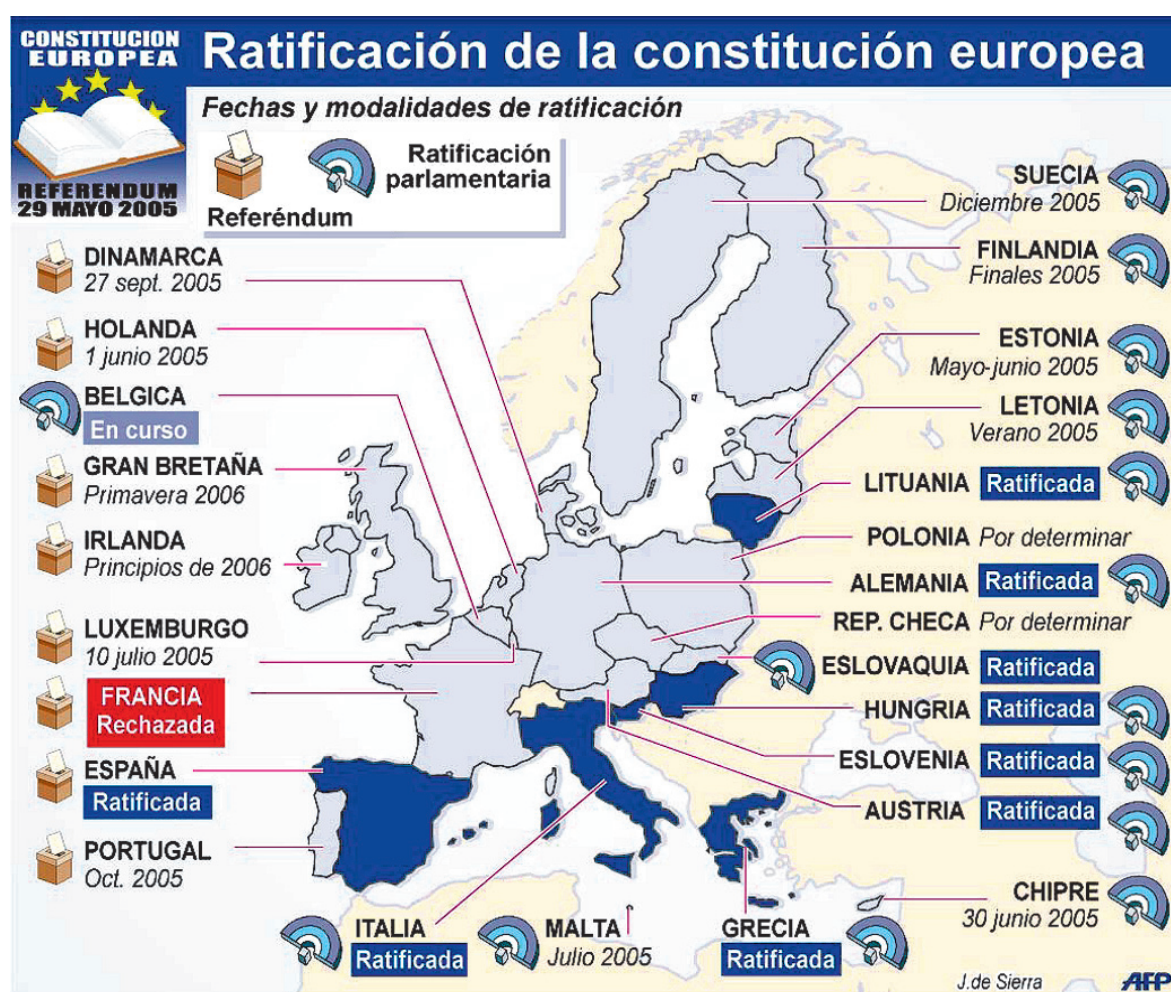 CONSTITUCION
EUROPEA
REFERENDUM
29 MAYO 2005
Ratificación de la constitución europea
Fechas y modalidades de ratificación
Referéndum
Ratificación
parlamentaria
DINAMARCA
27 sept. 2005
HOLANDA
1 junio 2005
BELGICA
En curso
GRAN BRETAÑA
Primavera 2006
IRLANDA
Principios de 2006
LUXEMBURGO
10 julio 2005
FRANCIA
Rechazada
ESPAÑA
Ratificada
PORTUGAL
Oct. 2005
SUECIA
Diciembre 2005
FINLANDIA
Finales 2005
ESTONIA
Mayo-junio 2005
LETONIA
Verano 2005
LITUANIA Ratificada
POLONIA Por determinar
ALEMANIA Ratificada
REP. CHECA Por determinar
ESLOVAQUIA Ratificada
HUNGRIA Ratificada
ESLOVENIA Ratificada
AUSTRIA Ratificada
CHIPRE
30 junio 2005
ITALIA
Ratificada
MALTA
Julio 2005
GRECIA
Ratificada
J.de Sierra
AFP